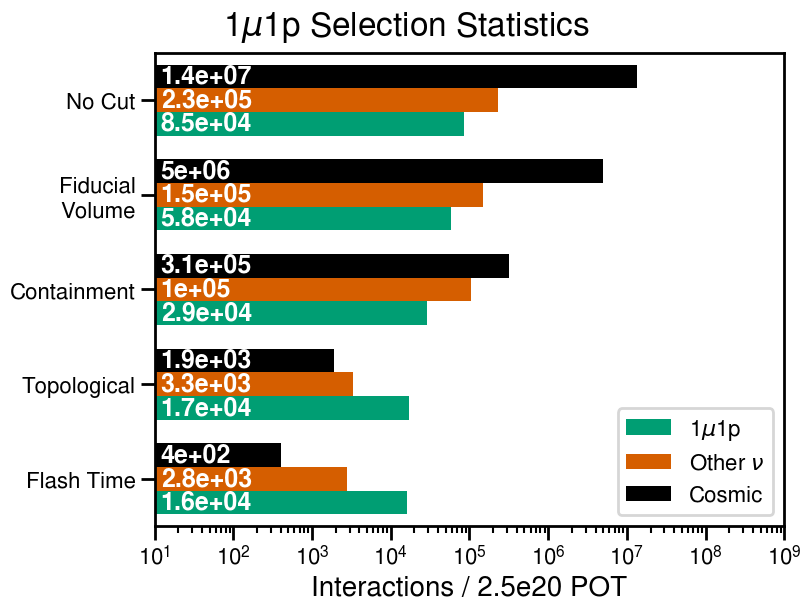 1μ1p Selection Statistics
No Cut
1.4e+07
2.3e+05
8.5e+04
Fiducial
Volume
5e+06
1.5e+05
5.8e+04
Containment
3.1e+05
1e+05
2.9e+04
Topological
1.9e+03
3.3e+03
1.7e+04
Flash Time
4e+02
2.8e+03
1.6e+04
1μ1p
Other ν
Cosmic
10¹ 10² 10³ 10⁴ 10⁵ 10⁶ 10⁷ 10⁸ 10⁹
Interactions / 2.5e20 POT